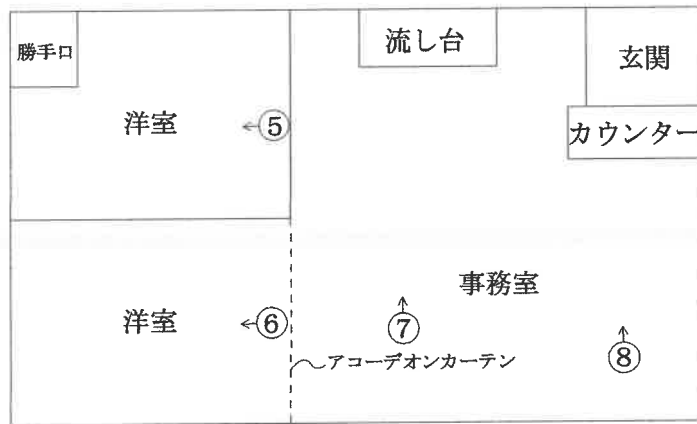 勝手口
流し台
玄関
洋室
⑤
カウンター
事務室
洋室
⑥
⑦
⑧
アコーデオンカーテン